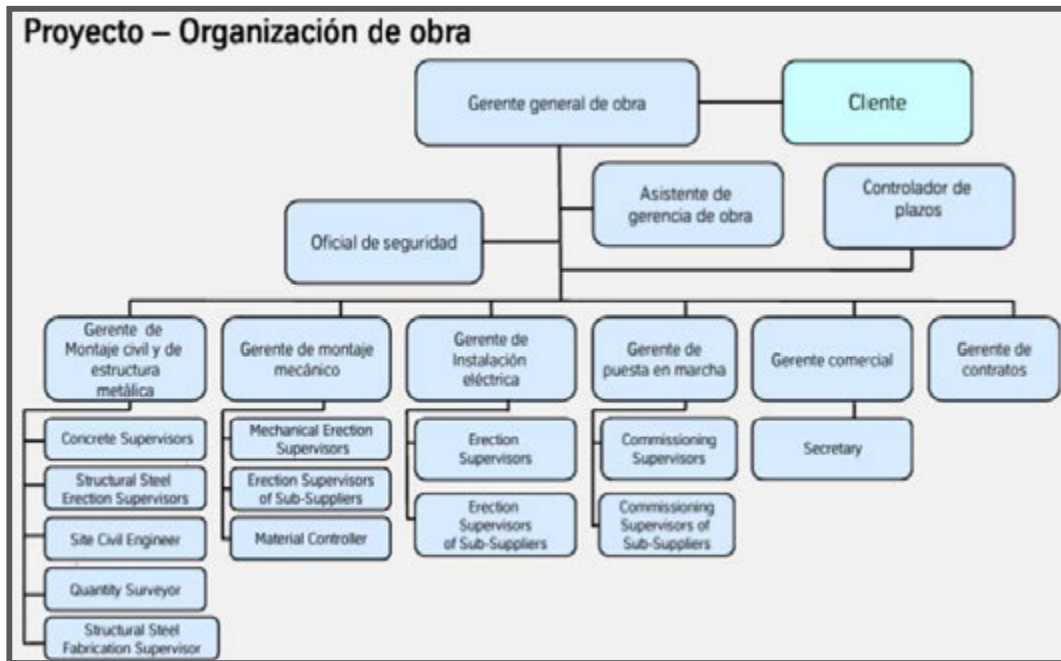 Proyecto – Organización de obra
Gerente general de obra
Cliente
Asistente de
gerencia de obra
Controlador de
plazos
Oficial de seguridad
Gerente de
Montaje civil y de
estructura
metálica
Gerente de montaje
mecánico
Gerente de
Instalación
eléctrica
Gerente de
puesta en marcha
Gerente comercial
Gerente de
contratos
Concrete Supervisors
Structural Steel
Erection Supervisors
Site Civil Engineer
Quantity Surveyor
Structural Steel
Fabrication Supervisor
Mechanical Erection
Supervisors
Erection Supervisors
of Sub-Suppliers
Material Controller
Erection
Supervisors
Erection
Supervisors
of Sub-Suppliers
Commissioning
Supervisors
Commissioning
Supervisors of
Sub-Suppliers
Secretary